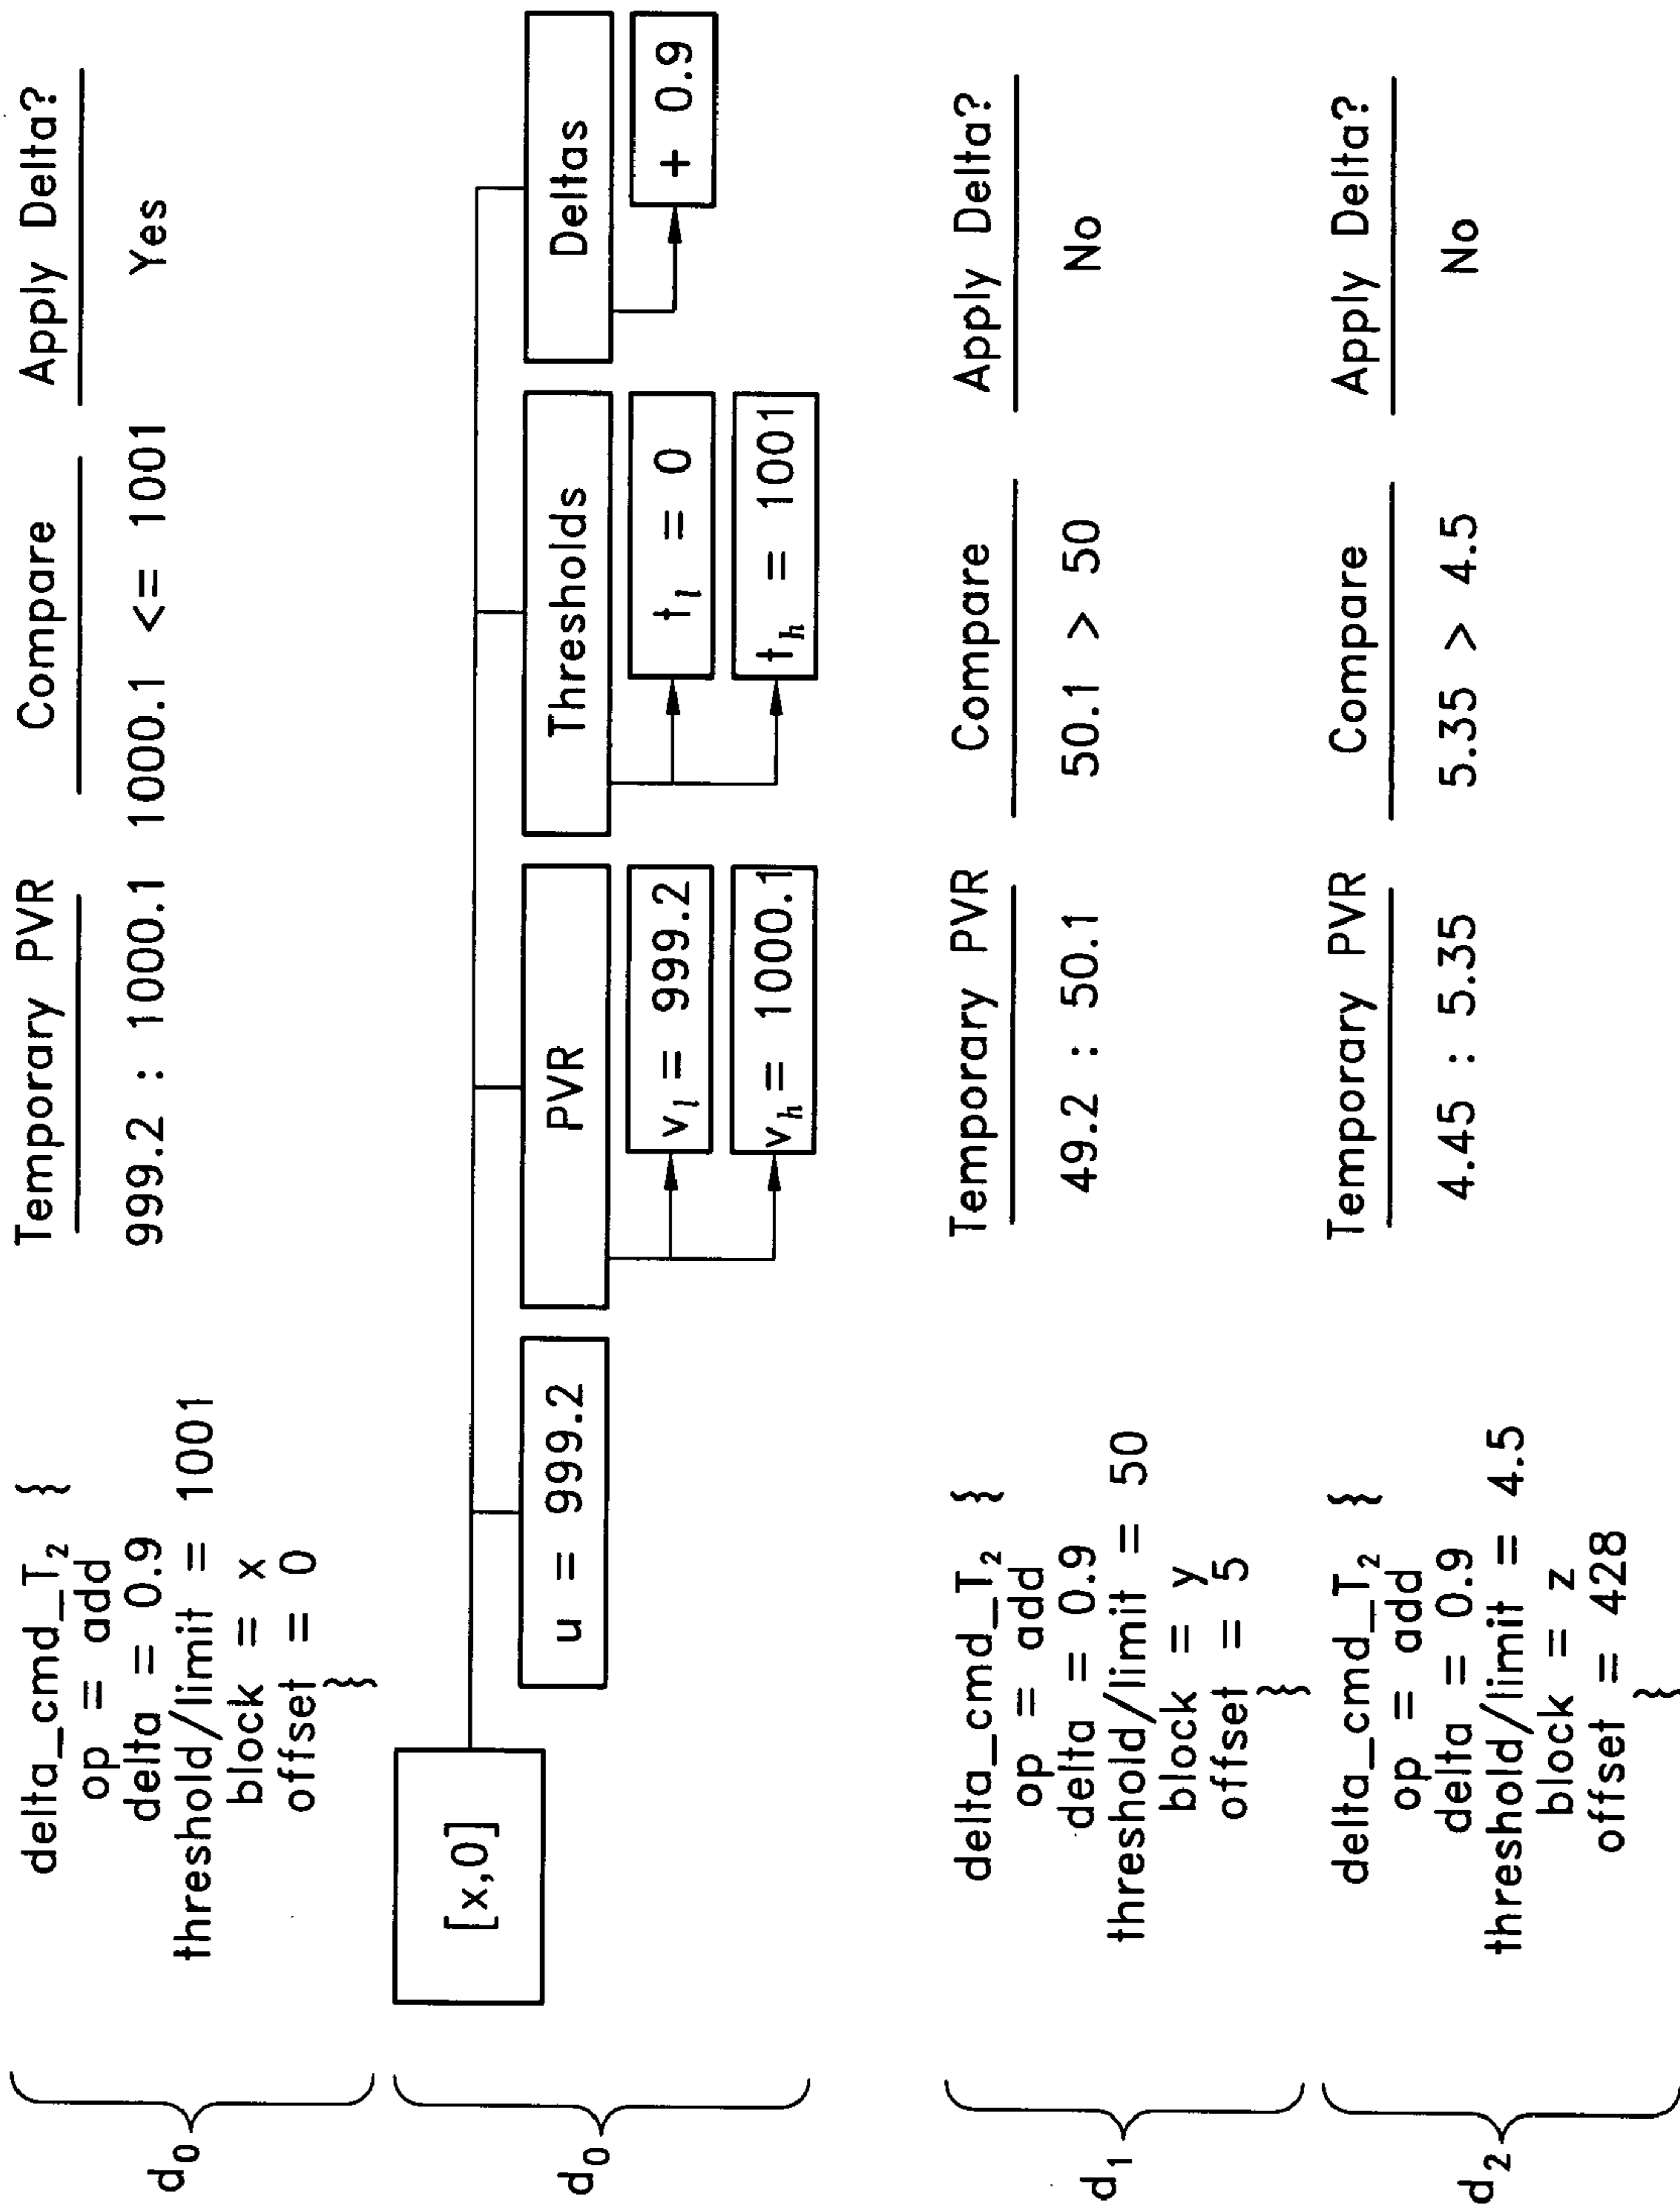 d0
delta_cmd_T2 {
op = add
delta = 0.9
threshold/limit = 1001
block = x
offset = 0
}
Temporary PVR
999.2 : 1000.1
Compare
1000.1 <= 1001
Apply Delta?
Yes
d0
[x,0]
u = 999.2
PVR
vl = 999.2
vh = 1000.1
Thresholds
tl = 0
th = 1001
Deltas
+ 0.9
d1
delta_cmd_T2 {
op = add
delta = 0.9
threshold/limit = 50
block = y
offset = 5
}
Temporary PVR
49.2 : 50.1
Compare
50.1 > 50
Apply Delta?
No
d2
delta_cmd_T2 {
op = add
delta = 0.9
threshold/limit = 4.5
block = z
offset = 428
}
Temporary PVR
4.45 : 5.35
Compare
5.35 > 4.5
Apply Delta?
No